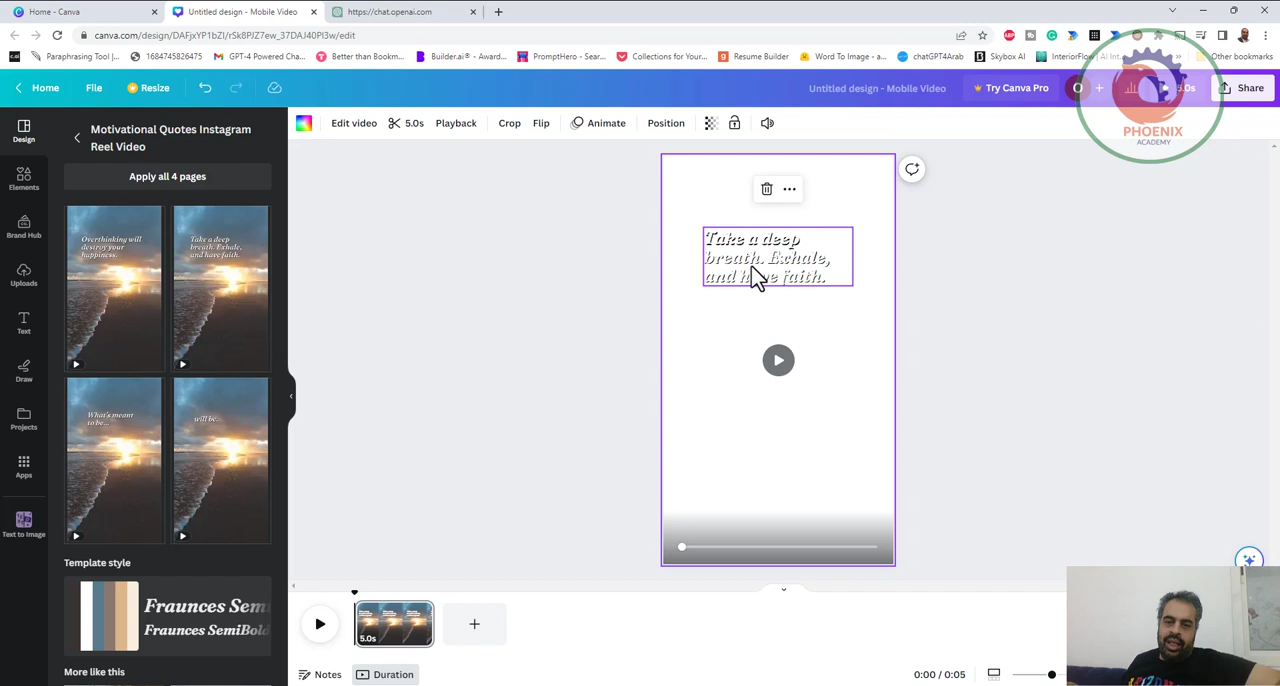 Home - Canva
Untitled design - Mobile Video
https://chat.openai.com
canva.com/design/DAFjxYP1bZI/rSk8PJZ7ew_37DAJ40PI3w/edit
Paraphrasing Tool |...
1684745826475
GPT-4 Powered Cha...
Better than Bookm...
Builder.ai® - Award...
PromptHero - Sear...
Collections for Your...
Resume Builder
Word To Image - a...
chatGPT4Arab
Skybox AI
Other bookmarks
Home
File
Resize
Untitled design - Mobile Video
Try Canva Pro
5.0s
Share
PHOENIX
ACADEMY
Edit video
5.0s
Playback
Crop
Flip
Animate
Position
Design
Elements
Brand Hub
Uploads
Text
Draw
Projects
Apps
Text to Image
Motivational Quotes Instagram
Reel Video
Apply all 4 pages
Overthinking will
destroy your
happiness.
Take a deep
breath. Exhale,
and have faith.
What's meant
to be...
will be..
Template style
Fraunces Sem
Fraunces SemiBold
More like this
Take a deep
breath. Exhale,
and have faith.
5.0s
Notes
Duration
0:00 / 0:05